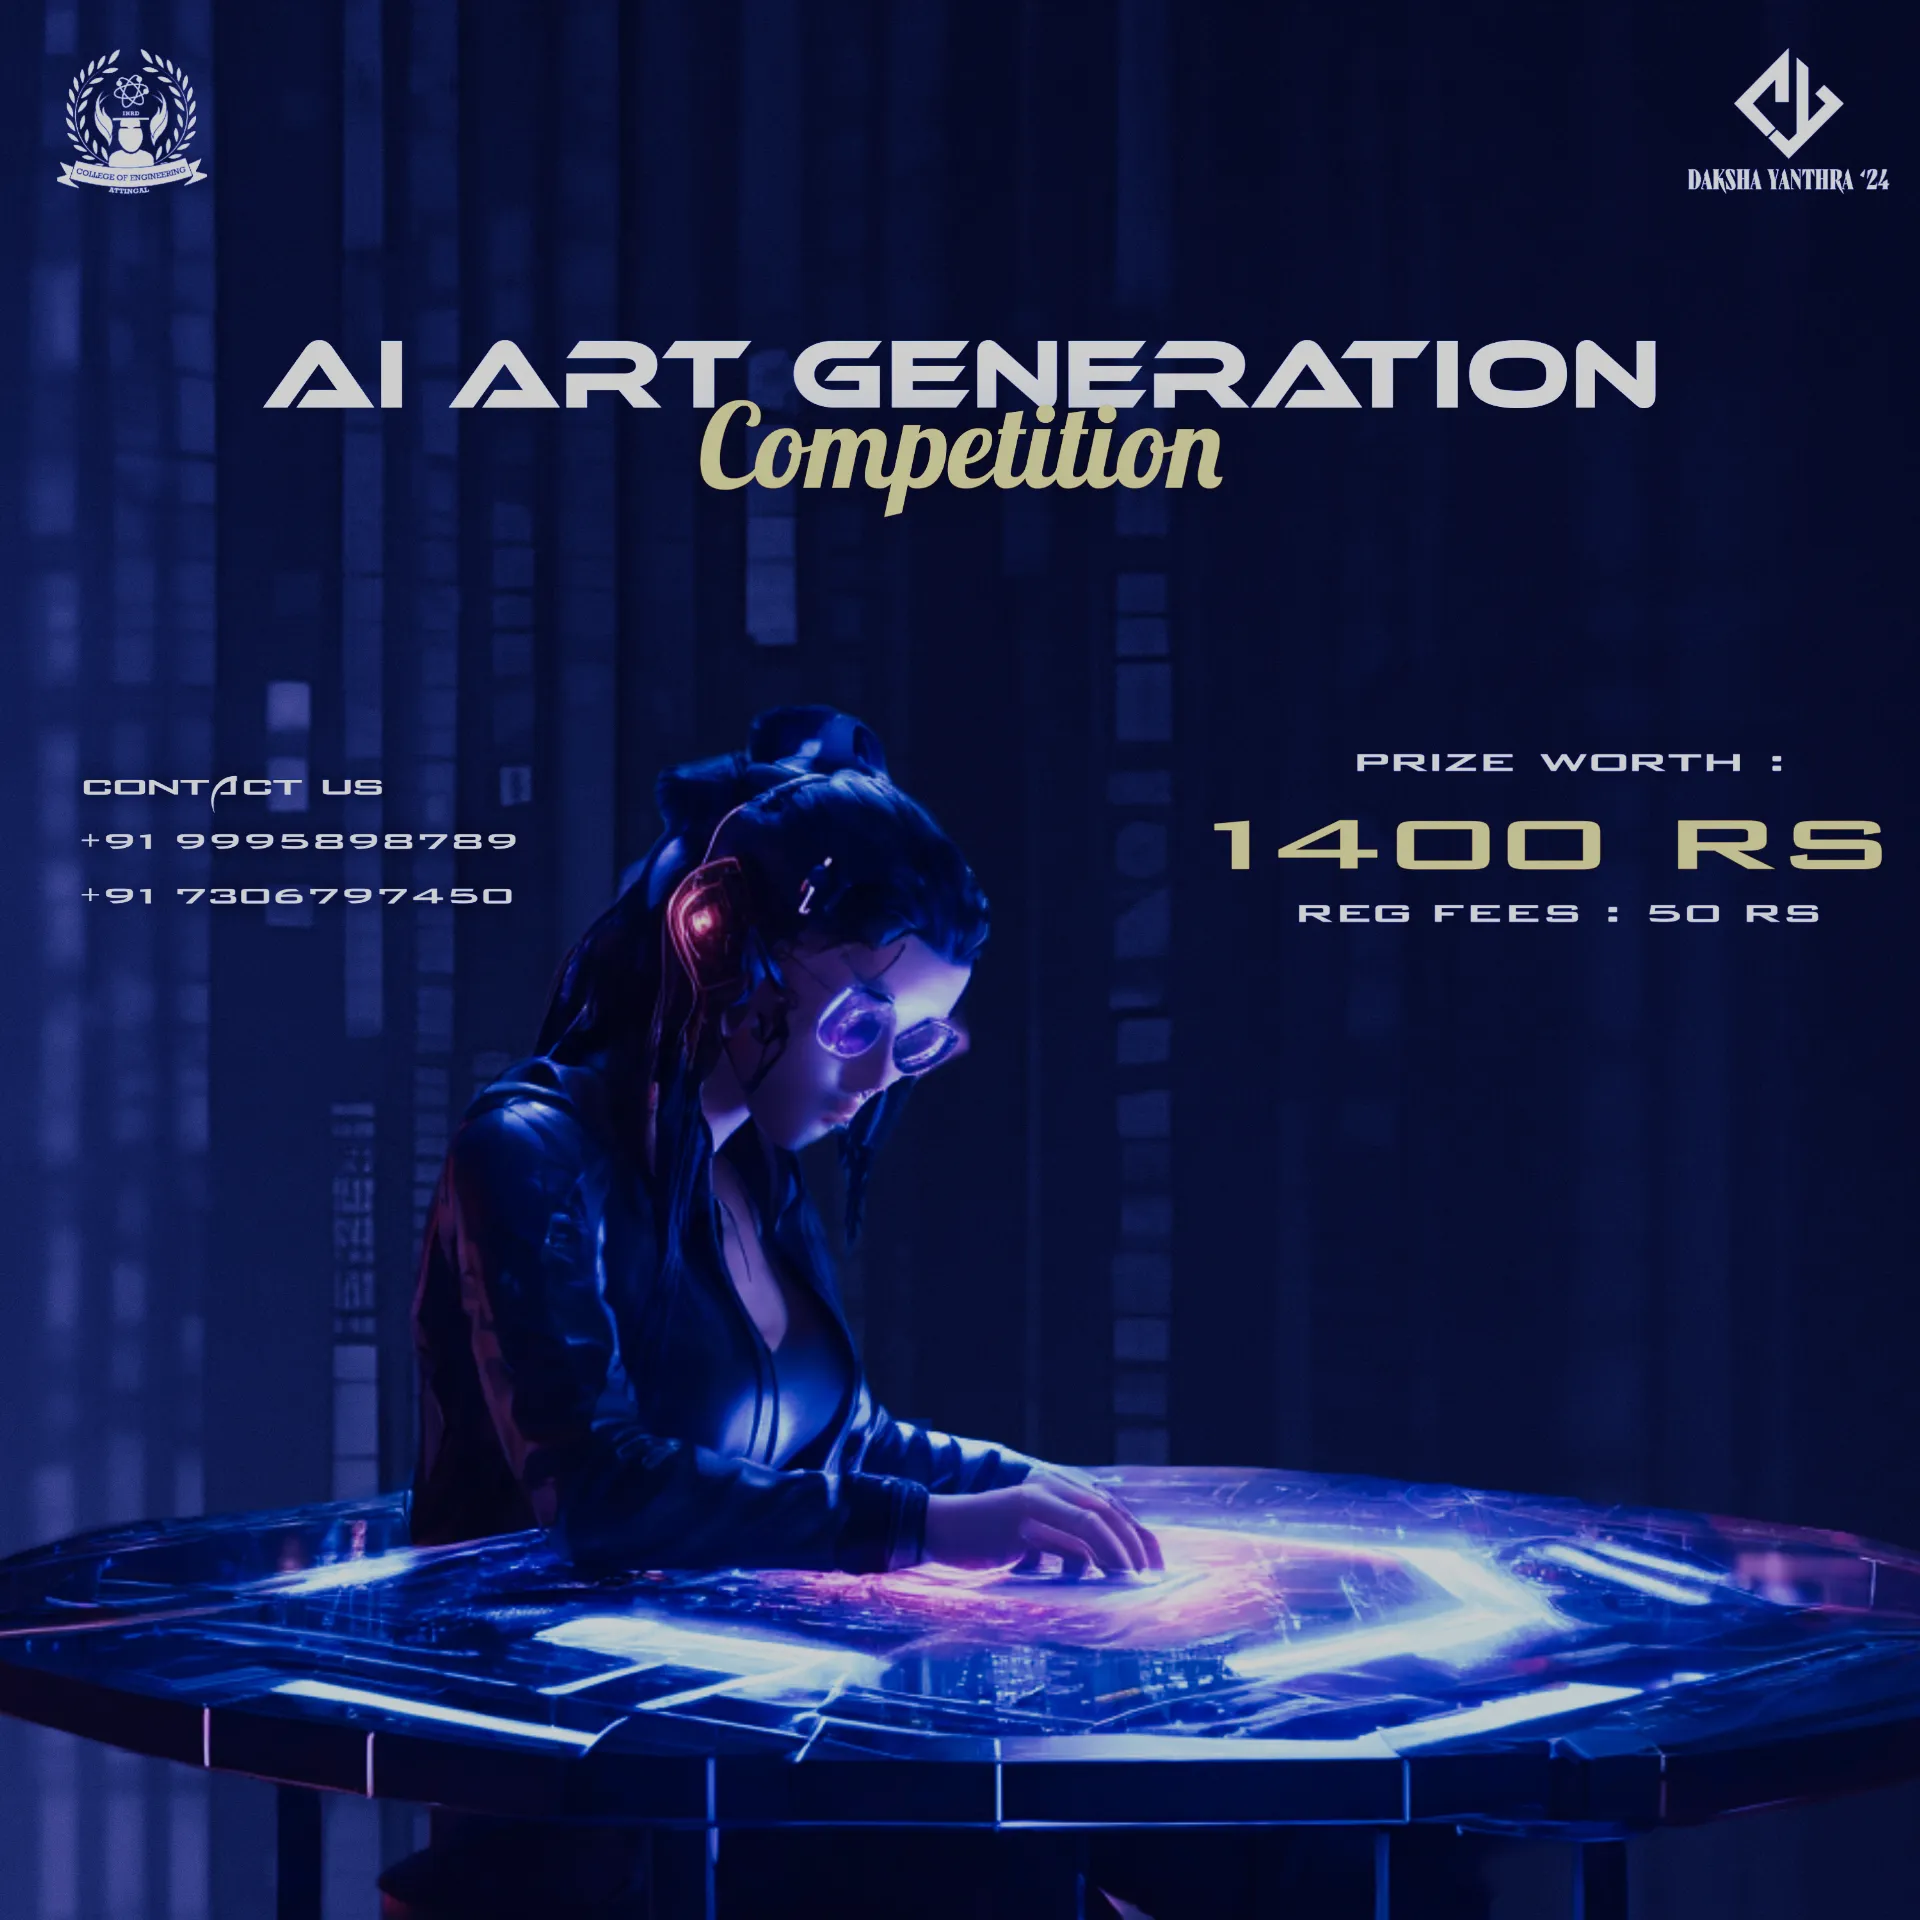 IHRD
COLLEGE OF ENGINEERING
ATTINGAL
DAKSHA YANTHRA ‘24
AI ART GENERATION
Competition
CONTACT US
+91 9995898789
+91 7306797450
PRIZE WORTH :
1400 RS
REG FEES : 50 RS